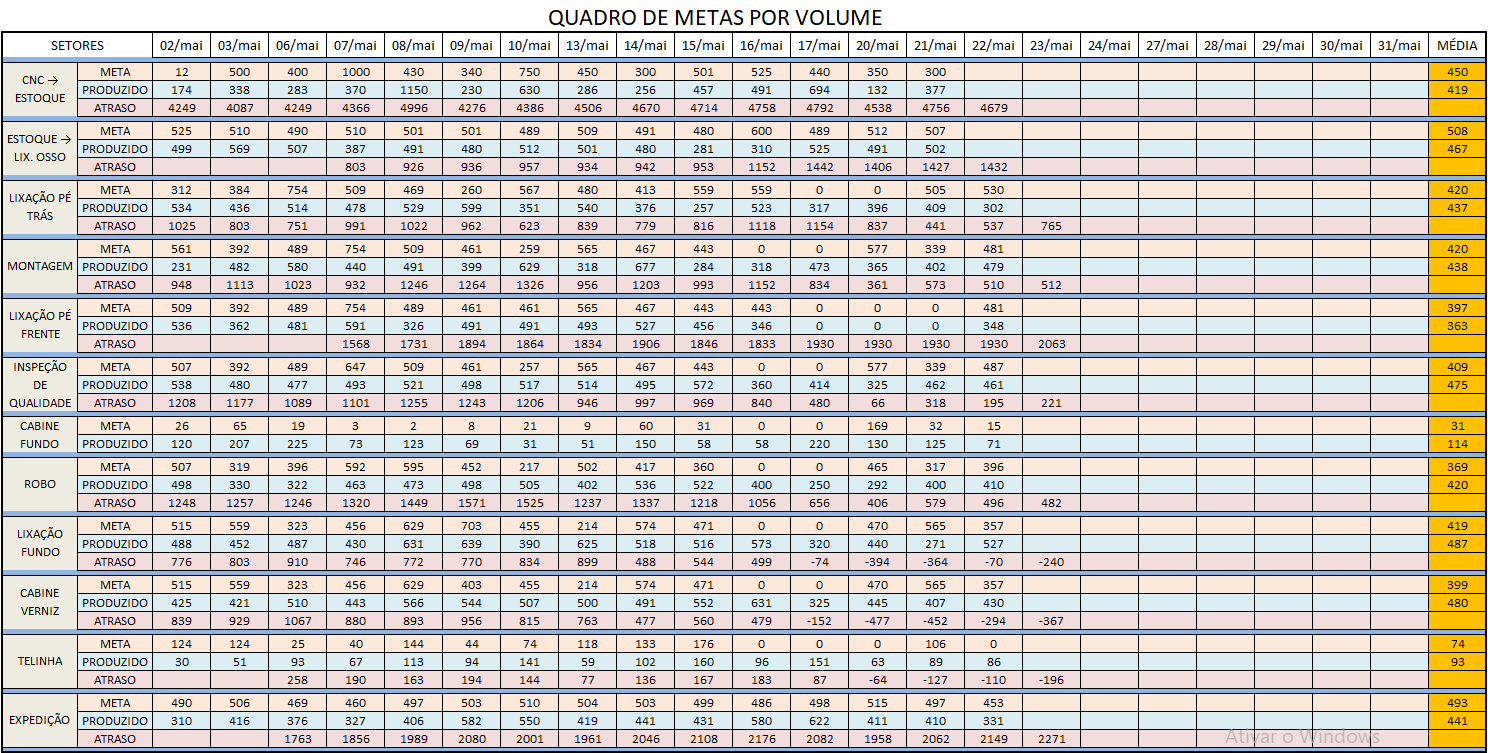 QUADRO DE METAS POR VOLUME
SETORES 02/mai 03/mai 06/mai 07/mai 08/mai 09/mai 10/mai 13/mai 14/mai 15/mai 16/mai 17/mai 20/mai 21/mai 22/mai 23/mai 24/mai 27/mai 28/mai 29/mai 30/mai 31/mai MÉDIA
CNC → ESTOQUE
META 12 500 400 1000 430 340 750 450 300 501 525 440 350 300 450
PRODUZIDO 174 338 283 370 1150 230 630 286 256 457 491 694 132 377 419
ATRASO 4249 4087 4249 4366 4996 4276 4386 4506 4670 4714 4758 4792 4538 4756 4679
ESTOQUE → LIX. OSSO
META 525 510 490 510 501 501 489 509 491 480 600 489 512 507 508
PRODUZIDO 499 569 507 387 491 480 512 501 480 281 310 525 491 502 467
ATRASO 803 926 936 957 934 942 953 1152 1442 1406 1427 1432
LIXAÇÃO PÉ TRÁS
META 312 384 754 509 469 260 567 480 413 559 559 0 0 505 530 420
PRODUZIDO 534 436 514 478 529 599 351 540 376 257 523 317 396 409 302 437
ATRASO 1025 803 751 991 1022 962 623 839 779 816 1118 1154 837 441 537 765
MONTAGEM
META 561 392 489 754 509 461 259 565 467 443 0 0 577 339 481 420
PRODUZIDO 231 482 580 440 491 399 629 318 677 284 318 473 365 402 479 438
ATRASO 948 1113 1023 932 1246 1264 1326 956 1203 993 1152 834 361 573 510 512
LIXAÇÃO PÉ FRENTE
META 509 392 489 754 489 461 461 565 466 443 443 0 0 0 481 397
PRODUZIDO 536 362 481 591 326 491 491 493 527 456 346 0 0 0 348 363
ATRASO 1568 1731 1894 1864 1834 1906 1846 1833 1930 1930 1930 1930 2063
INSPEÇÃO DE QUALIDADE
META 507 392 489 647 509 461 257 565 467 443 0 0 577 339 487 409
PRODUZIDO 538 480 477 493 521 498 517 514 495 572 360 414 325 462 461 475
ATRASO 1208 1177 1089 1101 1255 1243 1206 946 997 969 840 480 66 318 195 221
CABINE FUNDO
META 26 65 19 3 2 8 21 9 60 31 0 0 169 32 15 31
PRODUZIDO 120 207 225 73 123 69 31 51 150 58 58 220 130 125 71 114
ROBO
META 507 319 396 592 595 452 217 502 417 360 0 0 465 317 396 369
PRODUZIDO 498 330 322 463 473 498 505 402 536 522 400 250 292 400 410 420
ATRASO 1248 1257 1246 1320 1449 1571 1525 1237 1337 1218 1056 656 406 579 496 482
LIXAÇÃO FUNDO
META 515 559 323 456 629 703 455 214 574 471 0 0 470 565 357 419
PRODUZIDO 488 452 487 430 631 639 390 625 518 516 573 320 440 271 527 487
ATRASO 776 803 910 746 772 770 834 899 488 544 499 -74 -394 -364 -70 -240
CABINE VERNIZ
META 515 559 323 456 629 403 455 214 574 471 0 0 470 565 357 399
PRODUZIDO 425 421 510 443 566 544 507 500 491 552 631 325 445 407 430 480
ATRASO 839 929 1067 880 893 956 815 763 477 560 479 -152 -477 -452 -294 -367
TELINHA
META 124 124 25 40 144 44 74 118 133 176 0 0 0 106 0 74
PRODUZIDO 30 51 93 67 113 94 141 59 102 160 96 151 63 89 86 93
ATRASO 258 190 163 194 144 77 136 167 183 87 -64 -127 -110 -196
EXPEDIÇÃO
META 490 506 469 460 497 503 510 504 503 499 486 498 515 497 453 493
PRODUZIDO 310 416 376 327 406 582 550 419 441 431 580 622 411 410 331 441
ATRASO 1763 1856 1989 2080 2001 1961 2046 2108 2176 2082 1958 2062 2149 2271
Ativar o Windows